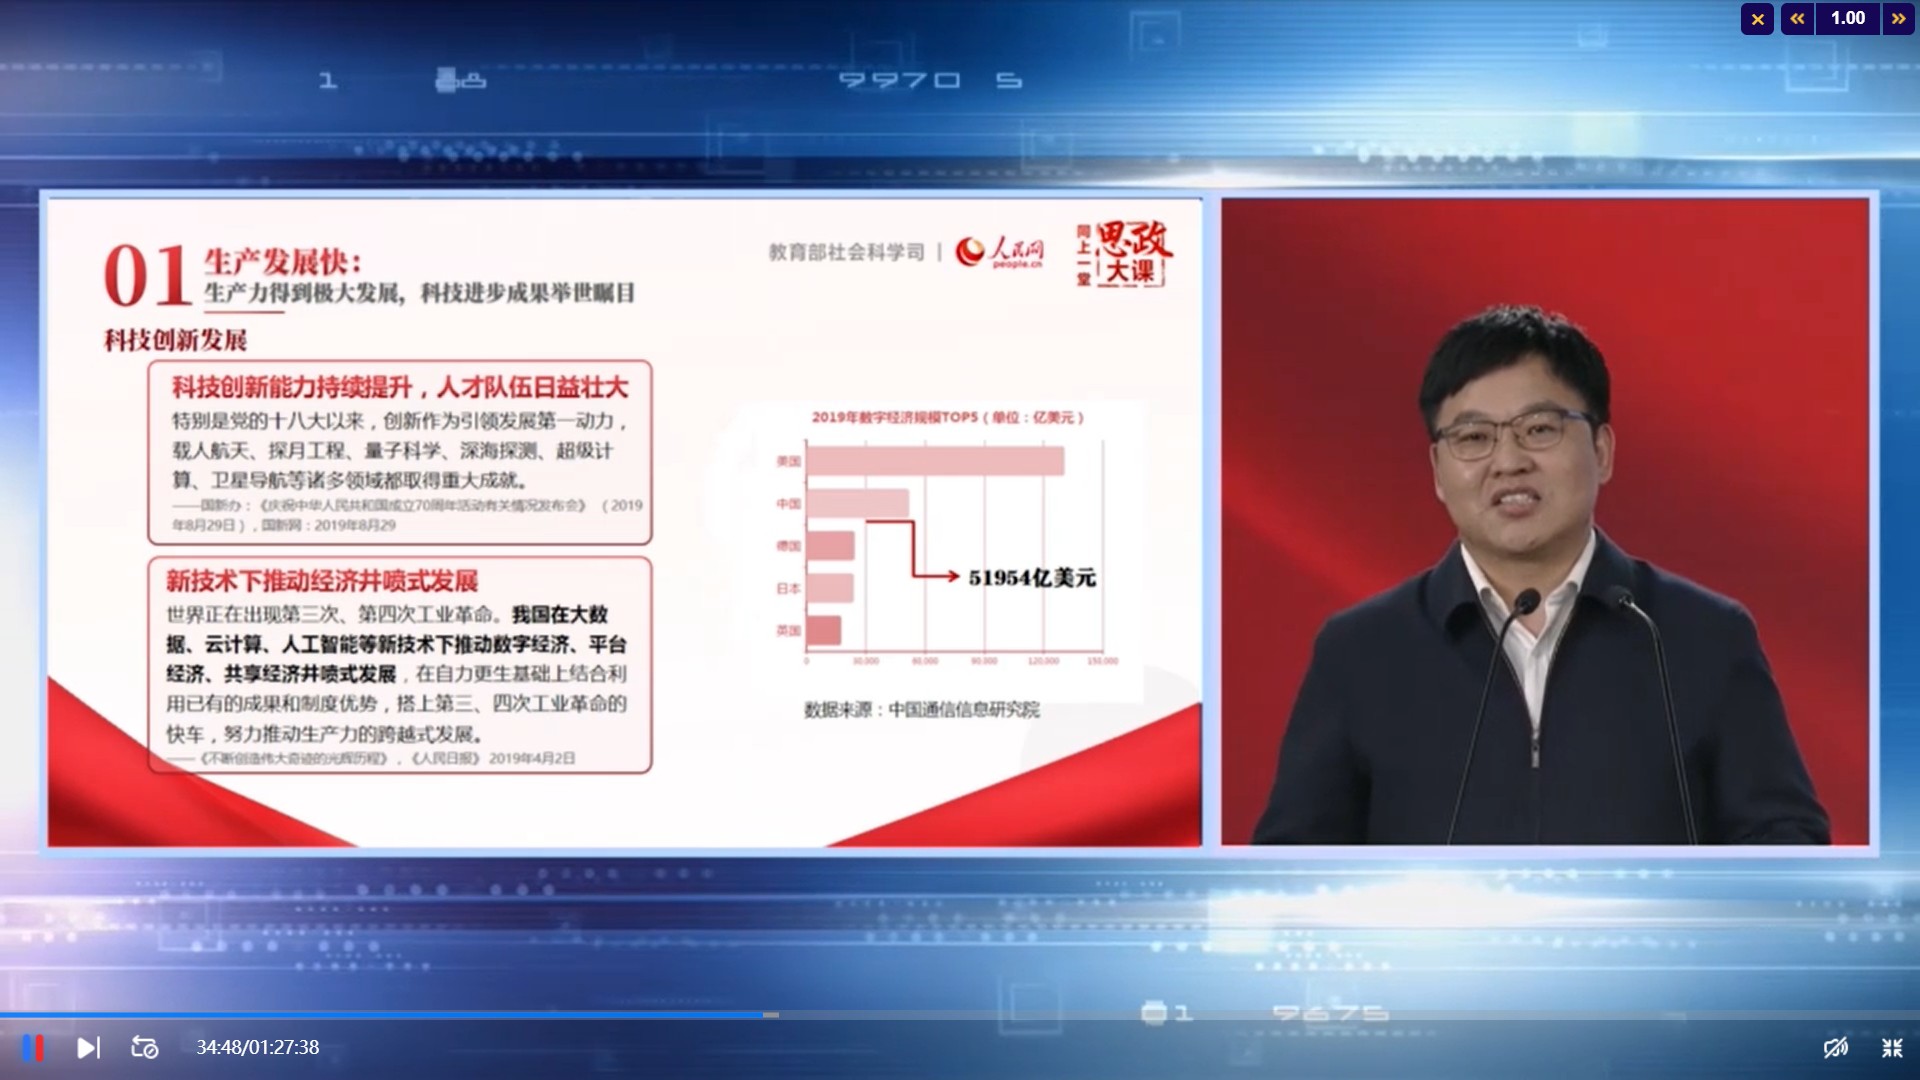 1.00
1
9970 5
01
生产发展快：
生产力得到极大发展，科技进步成果举世瞩目
教育部社会科学司 | 人民网
people.cn
同上一堂
思政
大课
科技创新发展
科技创新能力持续提升，人才队伍日益壮大
特别是党的十八大以来，创新作为引领发展第一动力，
载人航天、探月工程、量子科学、深海探测、超级计
算、卫星导航等诸多领域都取得重大成就。
——国新办：《庆祝中华人民共和国成立70周年活动有关情况发布会》（2019
年8月29日），国新网：2019年8月29
新技术下推动经济井喷式发展
世界正在出现第三次、第四次工业革命。我国在大数
据、云计算、人工智能等新技术下推动数字经济、平台
经济、共享经济井喷式发展，在自力更生基础上结合利
用已有的成果和制度优势，搭上第三、四次工业革命的
快车，努力推动生产力的跨越式发展。
——《不断创造伟大奇迹的光辉历程》，《人民日报》 2019年4月2日
2019年数字经济规模TOP5（单位：亿美元）
美国
中国
德国
日本
英国
51954亿美元
0 30,000 60,000 90,000 120,000 150,000
数据来源：中国通信信息研究院
1 9675
34:48/01:27:38